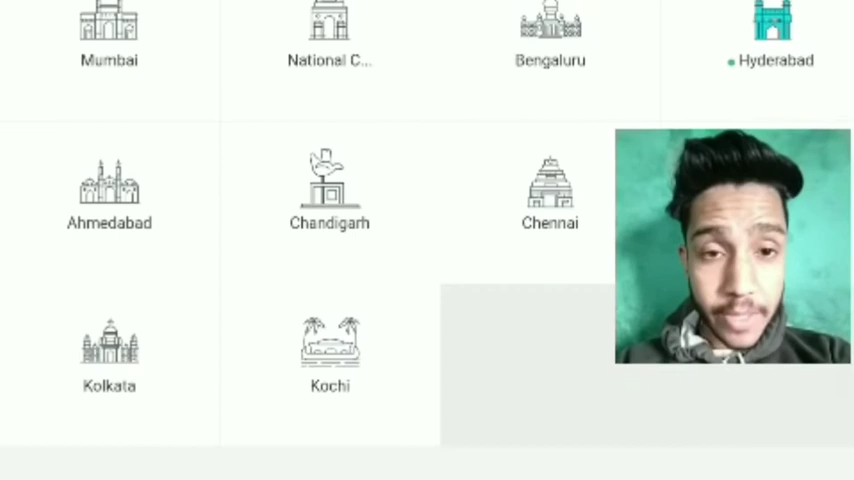 Mumbai
National C...
Bengaluru
Hyderabad
Ahmedabad
Chandigarh
Chennai
Kolkata
Kochi